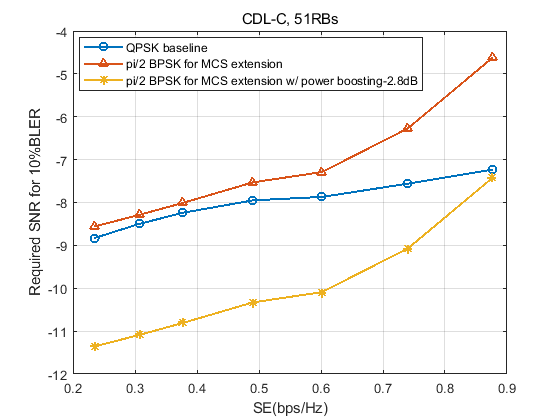 CDL-C, 51RBs
QPSK baseline
pi/2 BPSK for MCS extension
pi/2 BPSK for MCS extension w/ power boosting-2.8dB
Required SNR for 10%BLER
-4
-5
-6
-7
-8
-9
-10
-11
-12
0.2 0.3 0.4 0.5 0.6 0.7 0.8 0.9
SE(bps/Hz)